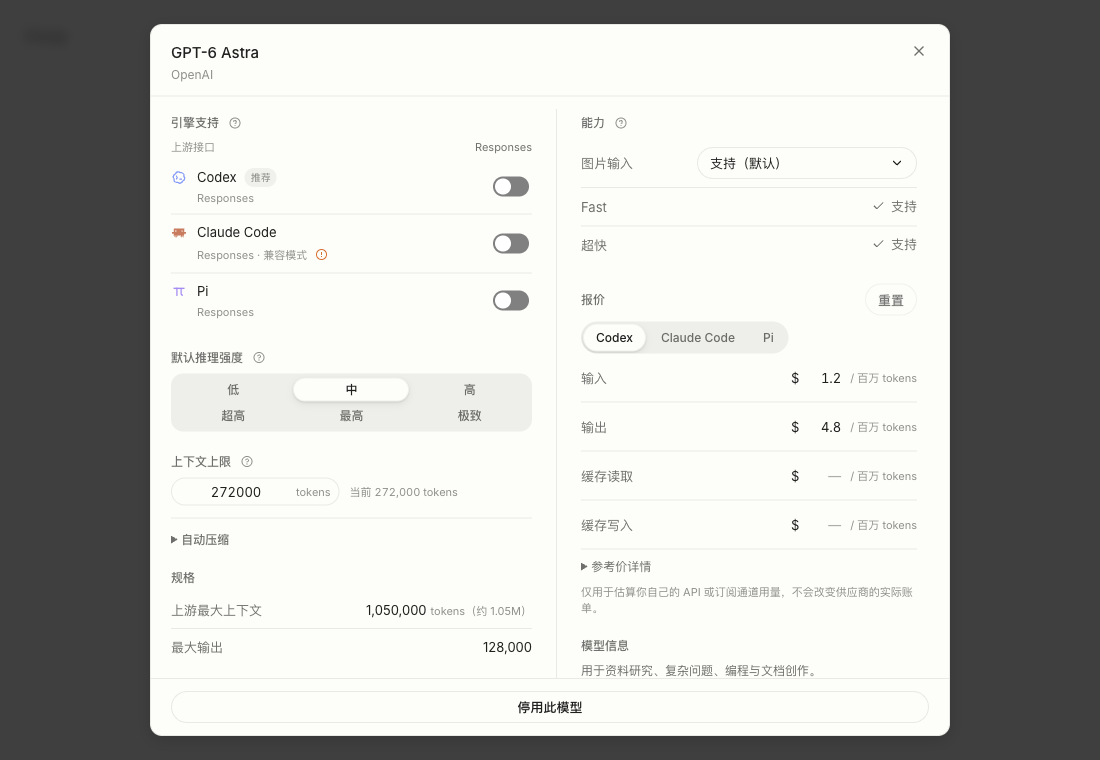 GPT-6 Astra
OpenAI
引擎支持
上游接口 Responses
Codex 推荐
Responses
Claude Code
Responses · 兼容模式
Pi
Responses
默认推理强度
低 中 高
超高 最高 极致
上下文上限
272000 tokens 当前 272,000 tokens
自动压缩
规格
上游最大上下文 1,050,000 tokens（约 1.05M）
最大输出 128,000
能力
图片输入 支持（默认）
Fast 支持
超快 支持
报价 重置
Codex Claude Code Pi
输入 $ 1.2 / 百万 tokens
输出 $ 4.8 / 百万 tokens
缓存读取 $ — / 百万 tokens
缓存写入 $ — / 百万 tokens
参考价详情
仅用于估算你自己的 API 或订阅通道用量，不会改变供应商的实际账
单。
模型信息
用于资料研究、复杂问题、编程与文档创作。
停用此模型